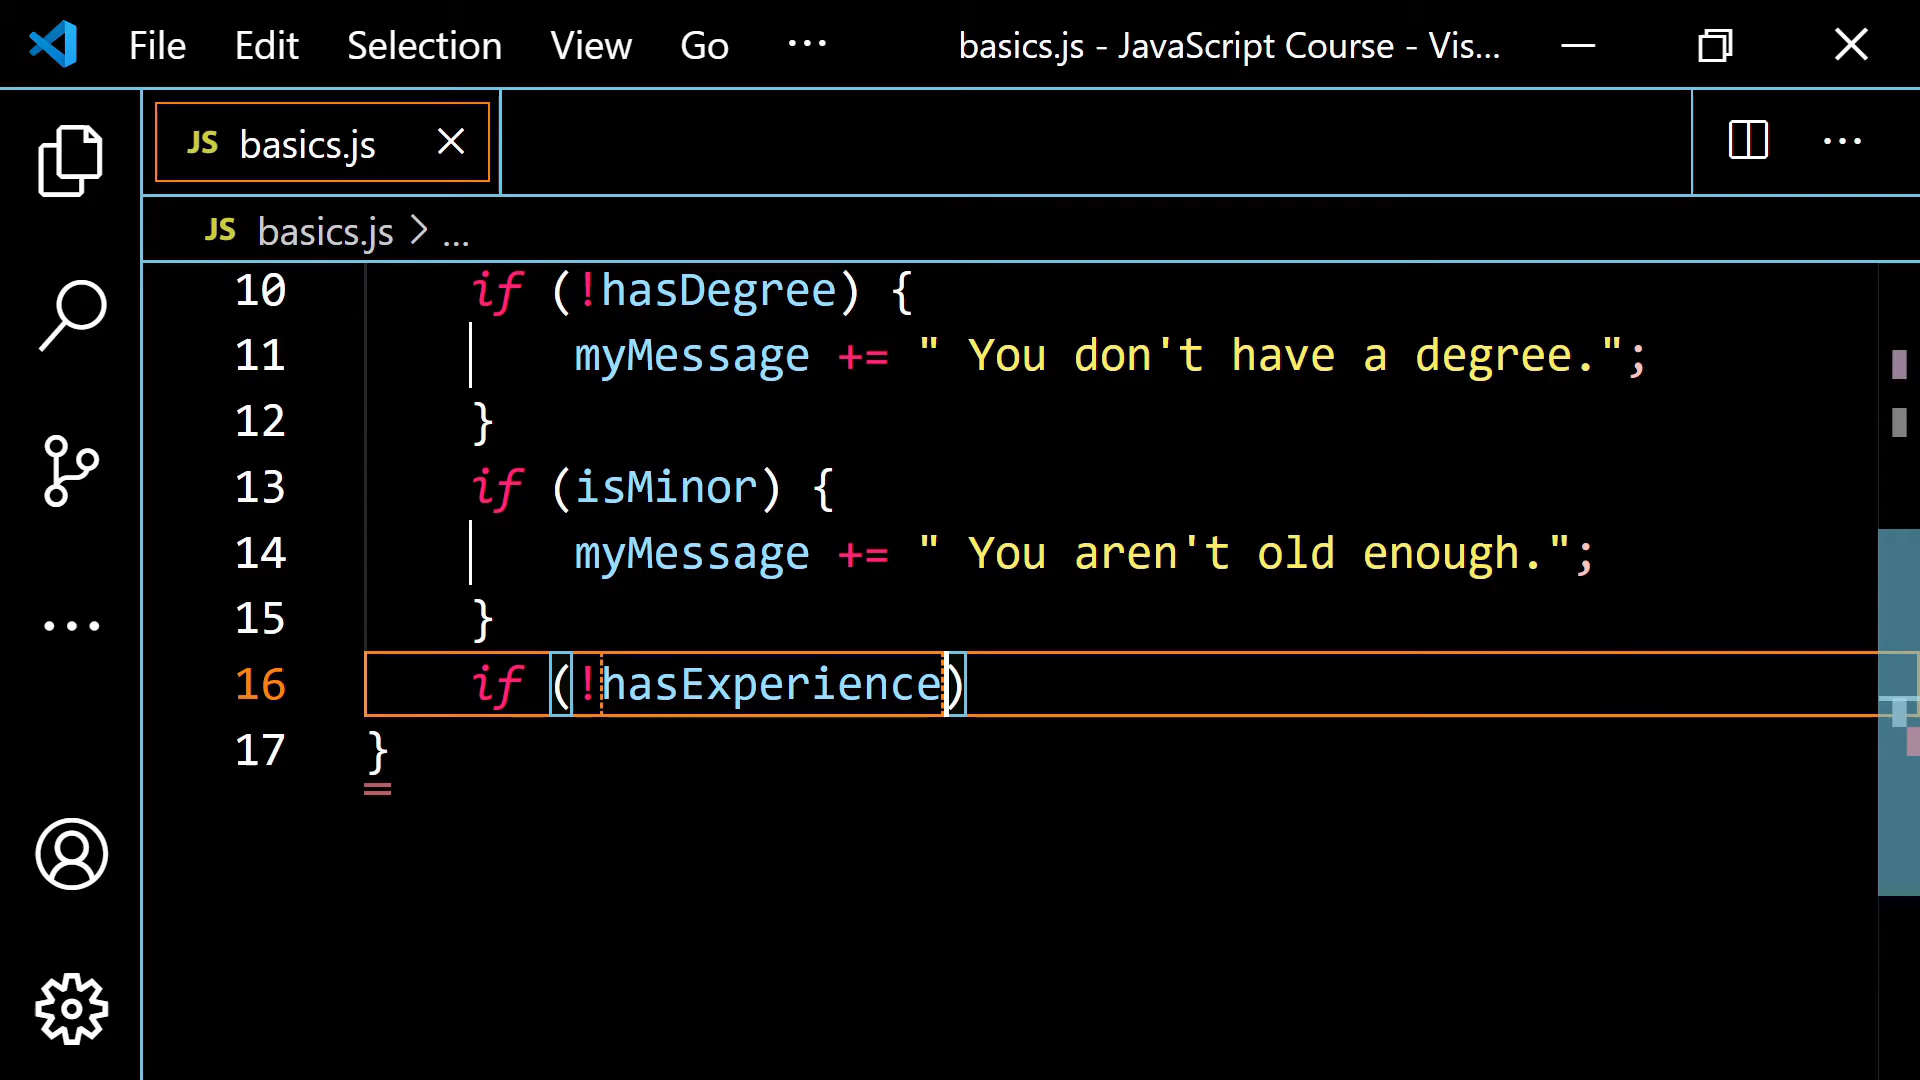 File Edit Selection View Go ... basics.js - JavaScript Course - Vis...
JS basics.js
JS basics.js > ...
10 if (!hasDegree) {
11 myMessage += " You don't have a degree.";
12 }
13 if (isMinor) {
14 myMessage += " You aren't old enough.";
15 }
16 if (!hasExperience)
17 }